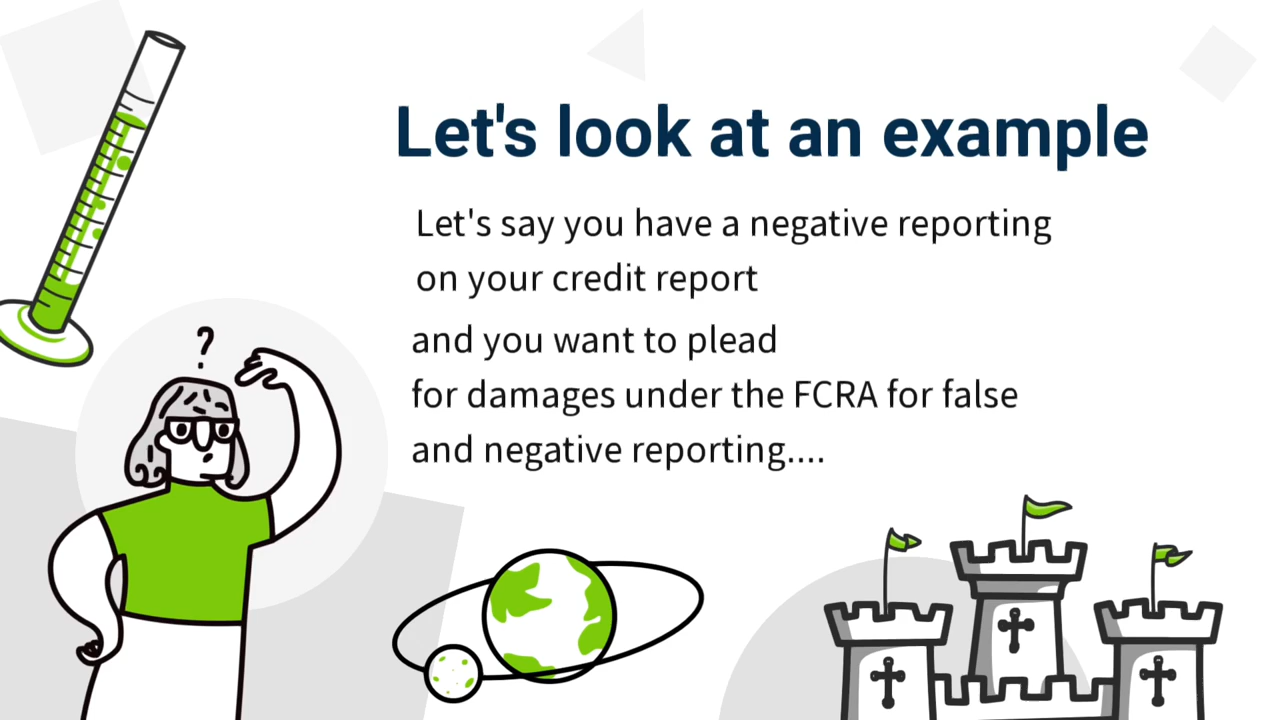 Let's look at an example
Let's say you have a negative reporting
on your credit report
and you want to plead
for damages under the FCRA for false
and negative reporting....
?